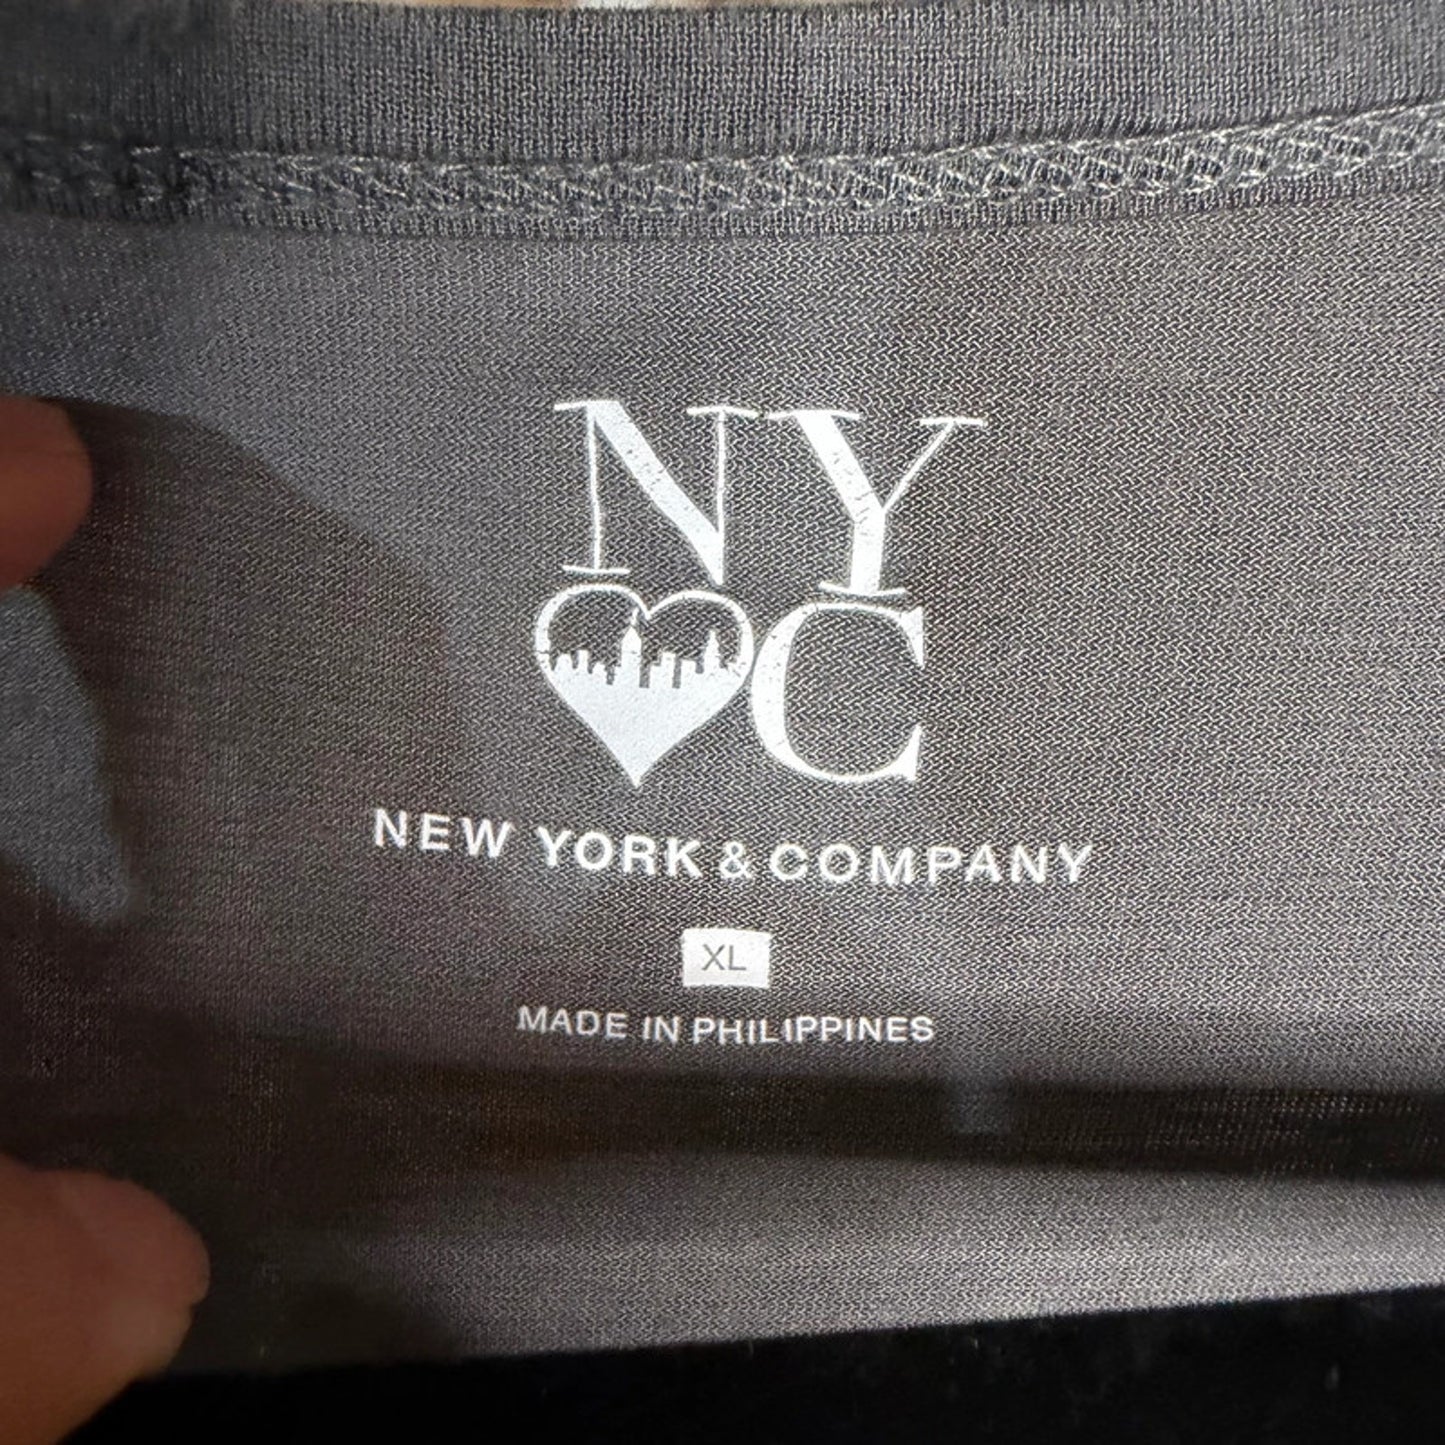 NY
C
NEW YORK & COMPANY
XL
MADE IN PHILIPPINES